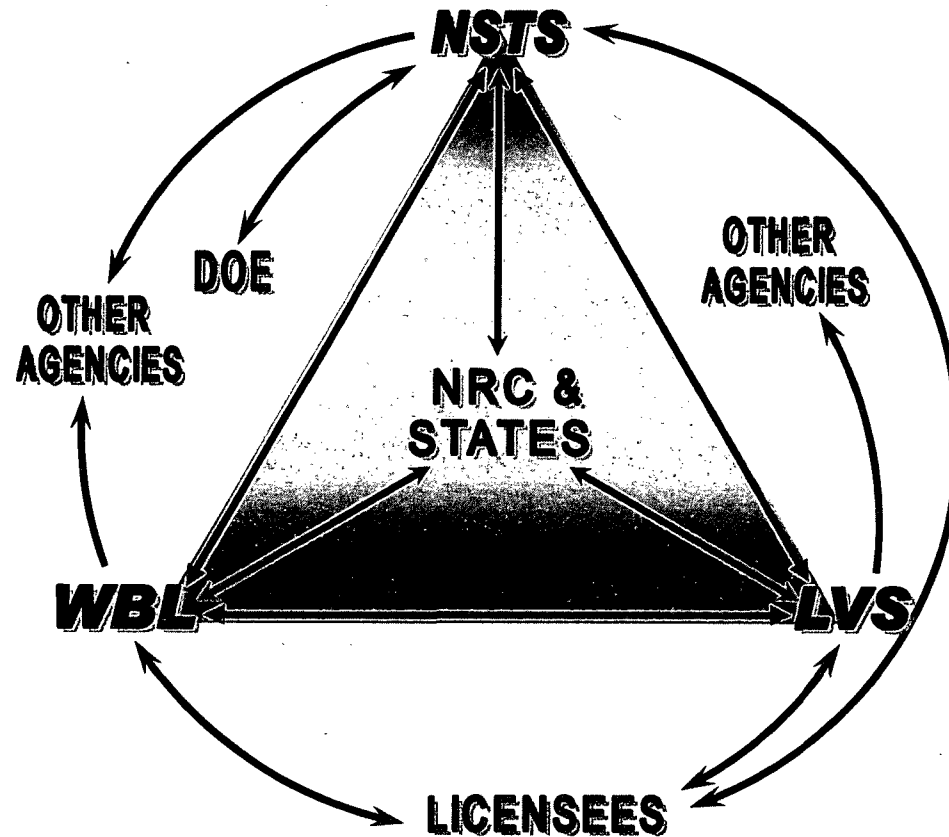 NSTS
OTHER
AGENCIES
DOE
OTHER
AGENCIES
NRC &
STATES
WBL
LVS
LICENSEES